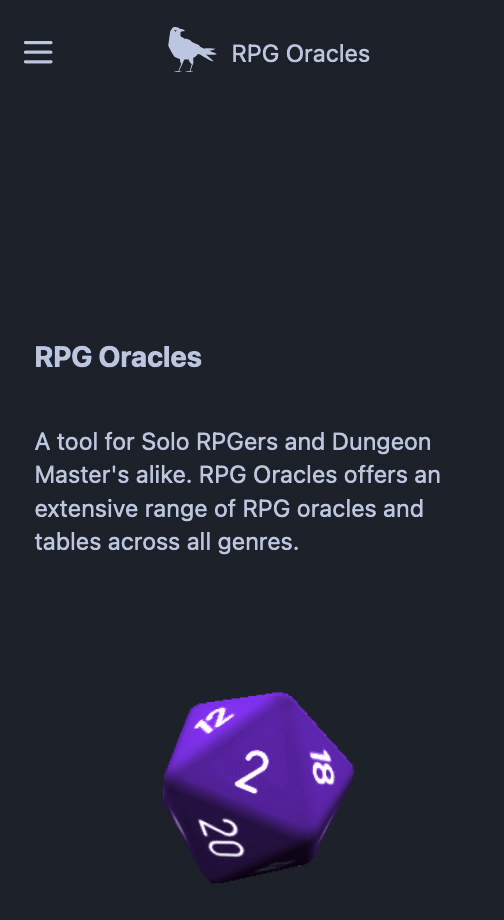 RPG Oracles
RPG Oracles
A tool for Solo RPGers and Dungeon
Master's alike. RPG Oracles offers an
extensive range of RPG oracles and
tables across all genres.
12
2
18
20